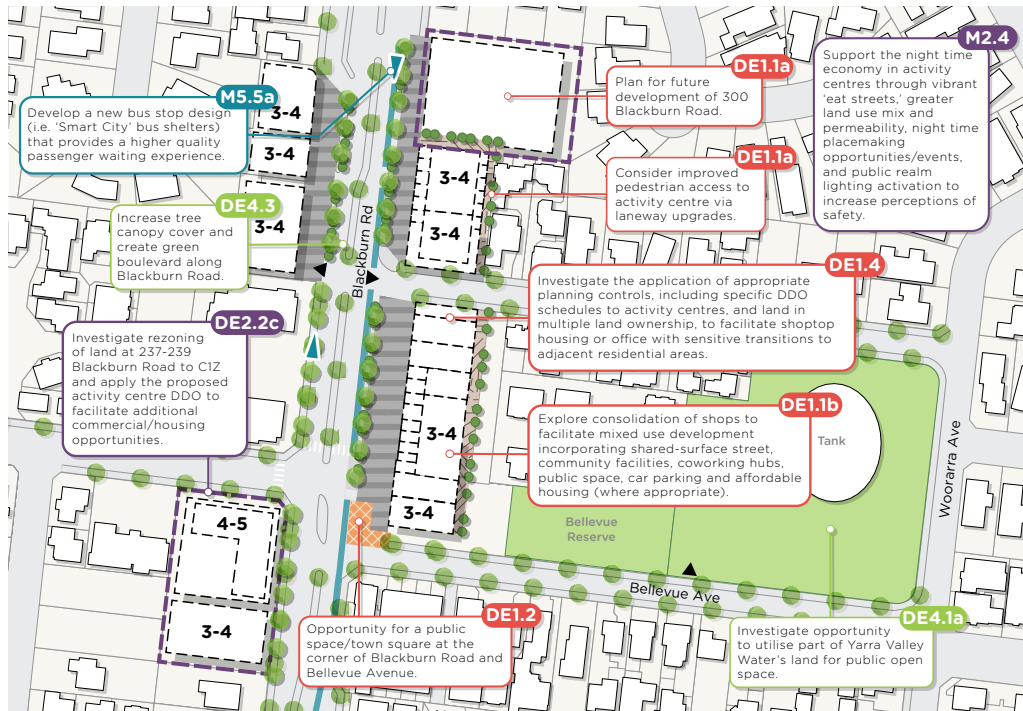 M5.5a
Develop a new bus stop design
(i.e. ‘Smart City’ bus shelters)
that provides a higher quality
passenger waiting experience.
DE4.3
Increase tree
canopy cover and
create green
boulevard along
Blackburn Road.
DE2.2c
Investigate rezoning
of land at 237-239
Blackburn Road to C1Z
and apply the proposed
activity centre DDO to
facilitate additional
commercial/housing
opportunities.
3-4
3-4
3-4
4-5
3-4
Blackburn Rd
3-4
3-4
3-4
3-4
DE1.1a
Plan for future
development of 300
Blackburn Road.
DE1.1a
Consider improved
pedestrian access to
activity centre via
laneway upgrades.
M2.4
Support the night time
economy in activity
centres through vibrant
‘eat streets,’ greater
land use mix and
permeability, night time
placemaking
opportunities/events,
and public realm
lighting activation to
increase perceptions of
safety.
DE1.4
Investigate the application of appropriate
planning controls, including specific DDO
schedules to activity centres, and land in
multiple land ownership, to facilitate shoptop
housing or office with sensitive transitions to
adjacent residential areas.
DE1.1b
Explore consolidation of shops to
facilitate mixed use development
incorporating shared-surface street,
community facilities, coworking hubs,
public space, car parking and affordable
housing (where appropriate).
Tank
Woorarra Ave
Bellevue
Reserve
Bellevue Ave
DE1.2
Opportunity for a public
space/town square at the
corner of Blackburn Road and
Bellevue Avenue.
DE4.1a
Investigate opportunity
to utilise part of Yarra Valley
Water’s land for public open
space.